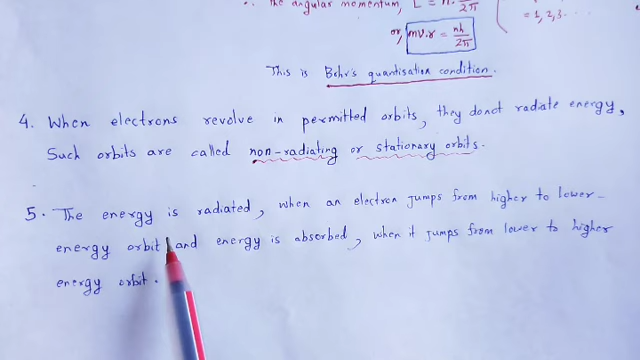 ∴ The angular momentum, L = n. h/2π
= 1, 2, 3 . . . .
or, mv.r = nh/2π
This is Bohr's quantisation condition.
4. When electrons revolve in permitted orbits, they donot radiate energy,
Such orbits are called non-radiating or stationary orbits.
5. The energy is radiated, when an electron jumps from higher to lower-
energy orbit and energy is absorbed, when it jumps from lower to higher
energy orbit.